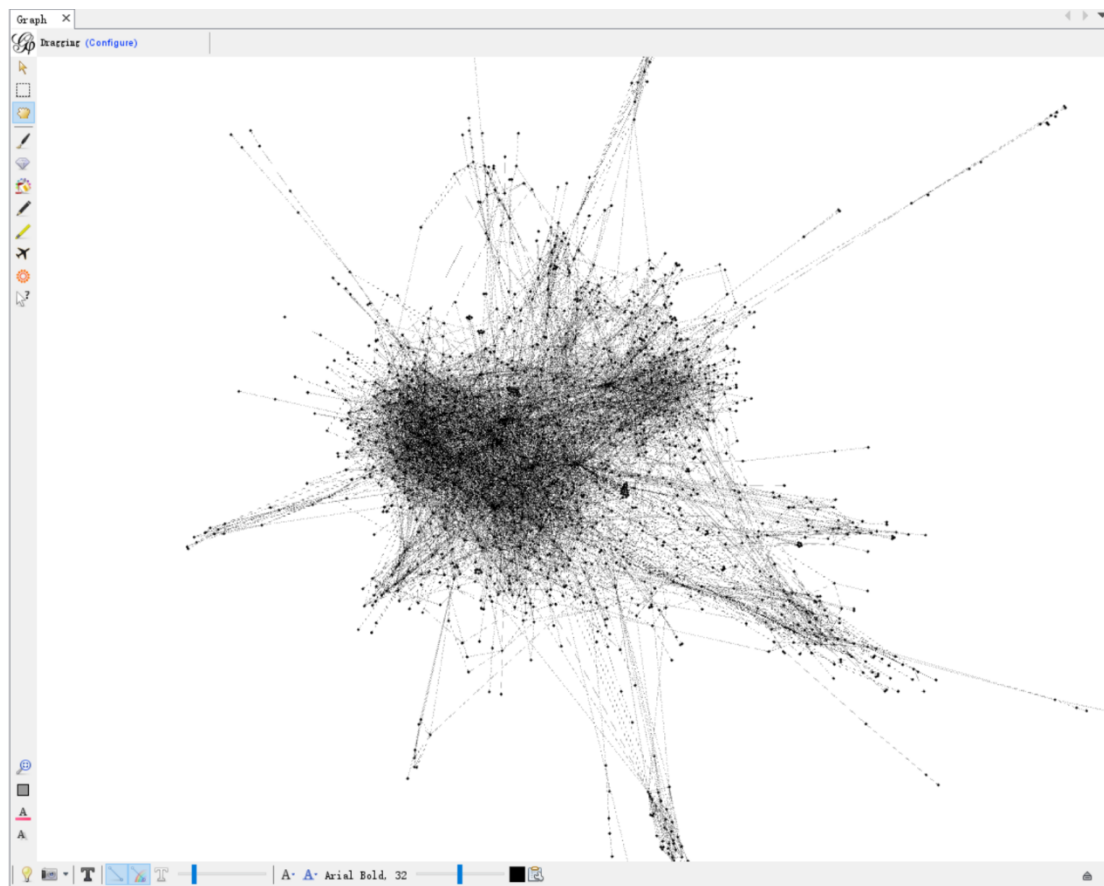 Graph
Dragging (Configure)
T T
A
A
A- A- Arial Bold, 32